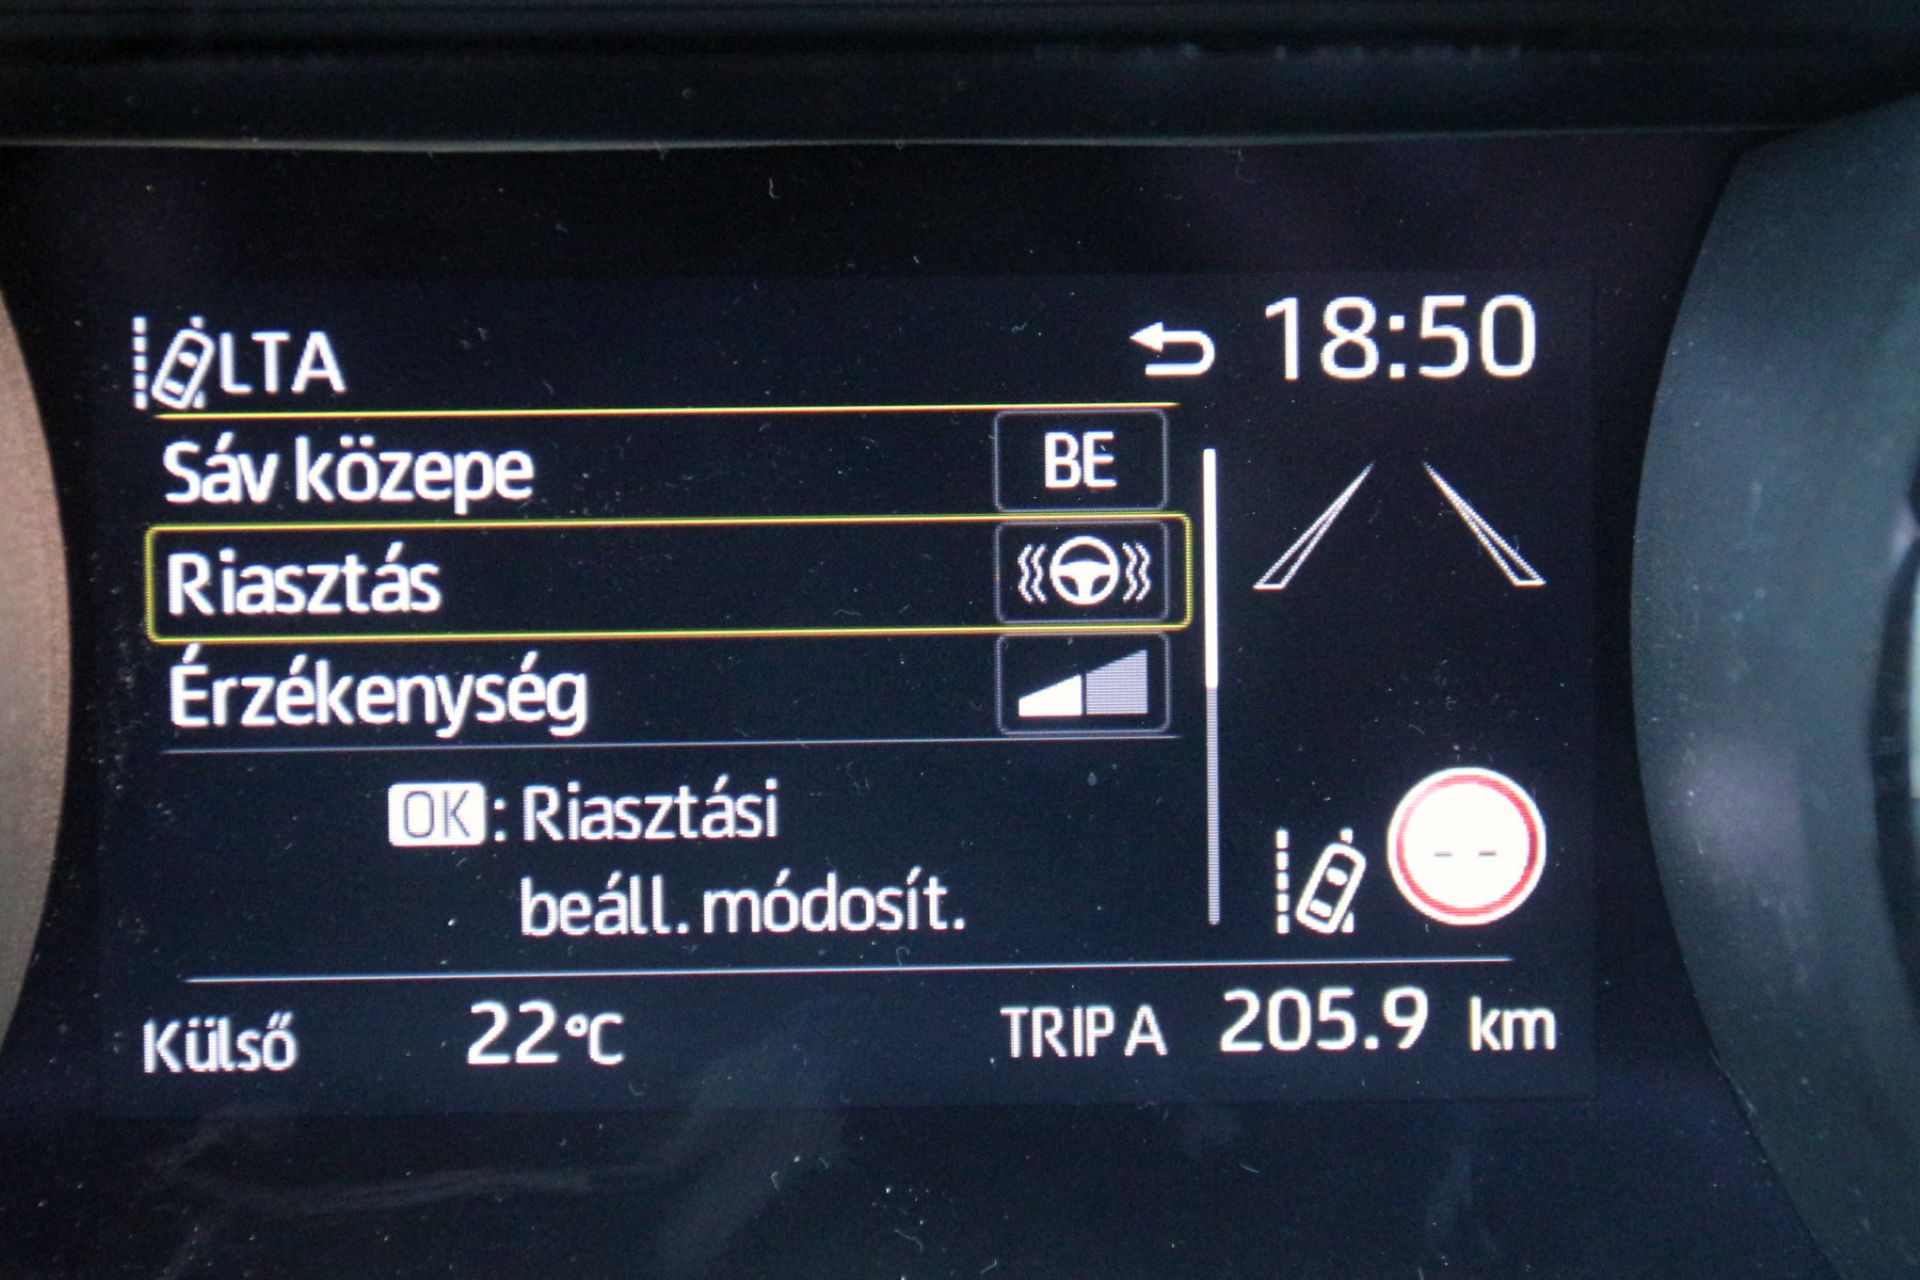 LTA
18:50
Sáv közepe BE
Riasztás
Érzékenység
OK: Riasztási
beáll. módosít.
- -
Külső 22°C TRIP A 205.9 km